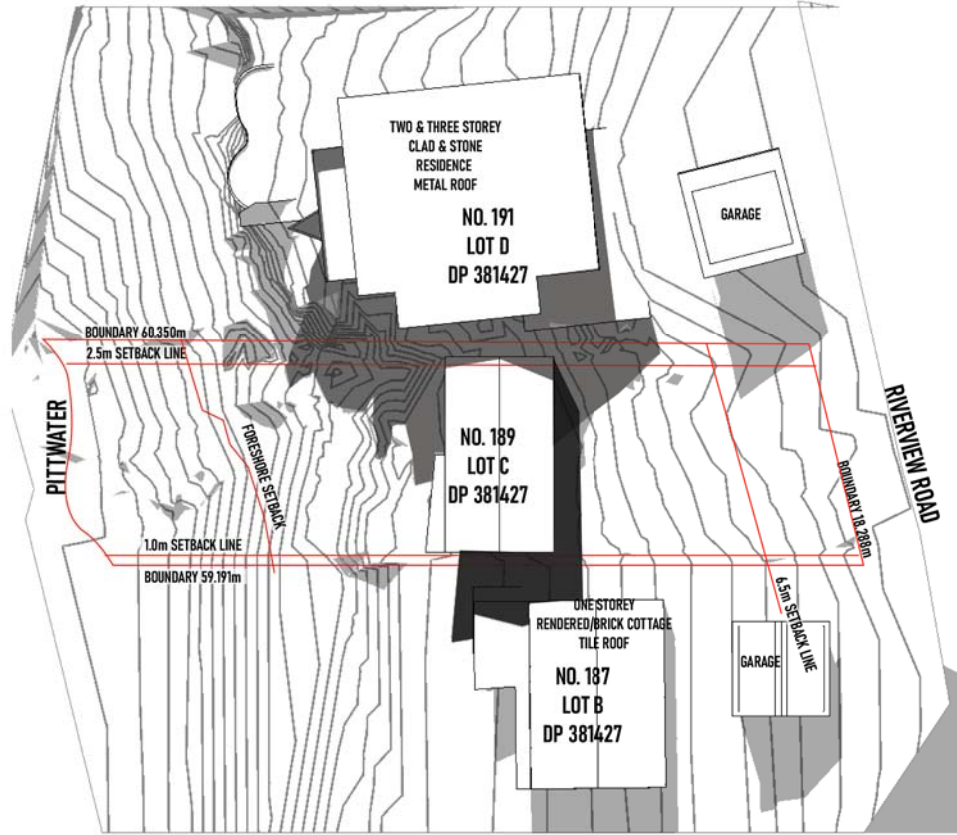 TWO & THREE STOREY
CLAD & STONE
RESIDENCE
METAL ROOF
NO. 191
LOT D
DP 381427
GARAGE
BOUNDARY 60.350m
2.5m SETBACK LINE
PITTWATER
FORESHORE SETBACK
NO. 189
LOT C
DP 381427
RIVERVIEW ROAD
BOUNDARY 18.288m
1.0m SETBACK LINE
BOUNDARY 59.191m
6.5m SETBACK LINE
ONE STOREY
RENDERED/BRICK COTTAGE
TILE ROOF
NO. 187
LOT B
DP 381427
GARAGE